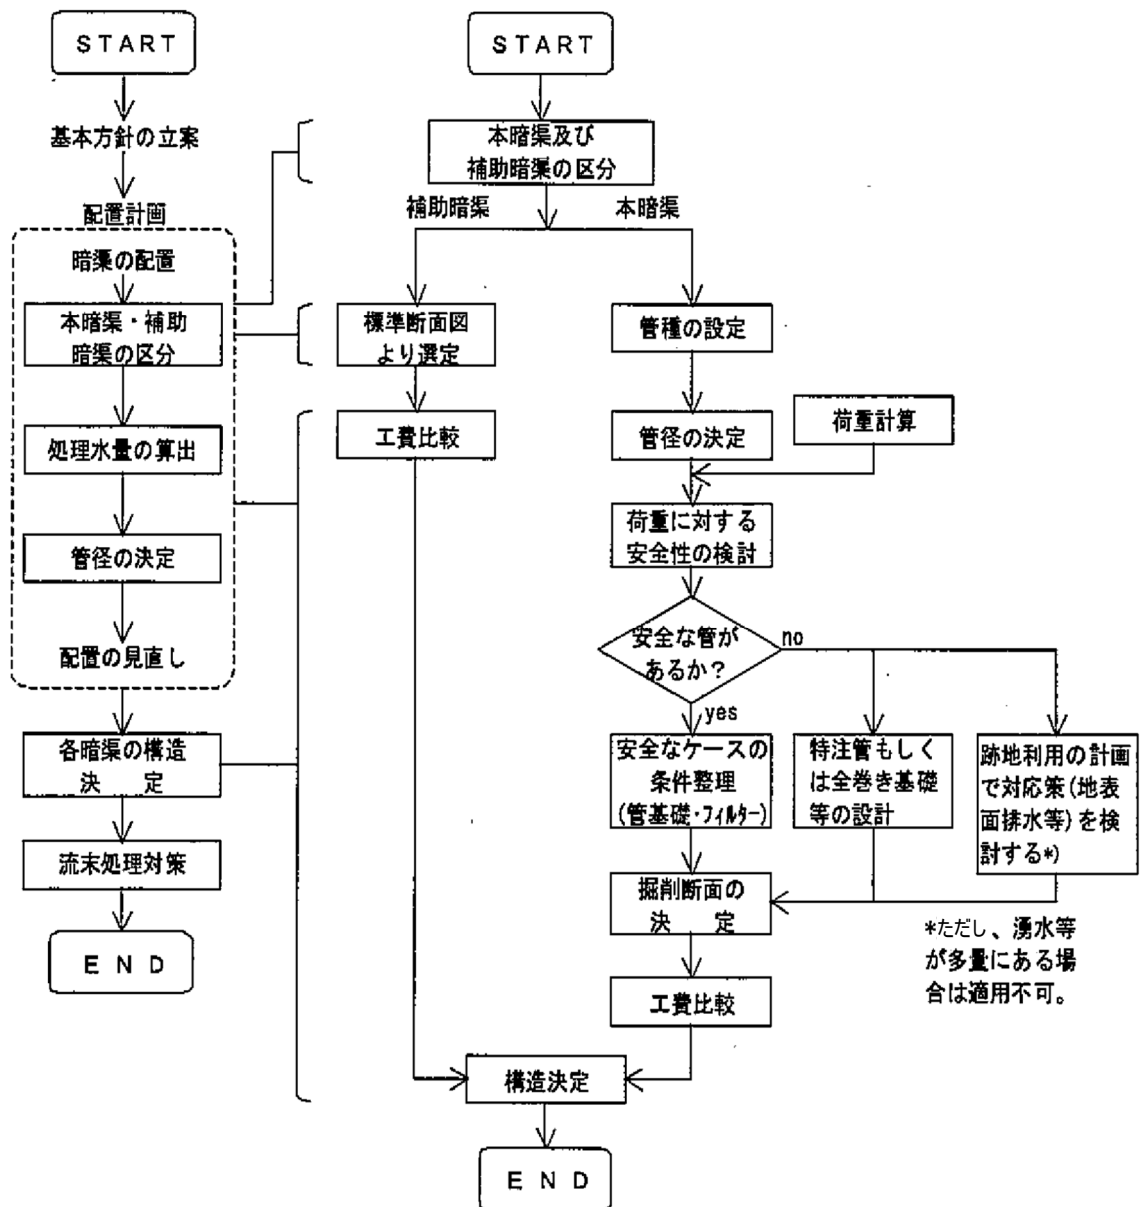 START
基本方針の立案
配置計画
暗渠の配置
本暗渠・補助
暗渠の区分
処理水量の算出
管径の決定
配置の見直し
各暗渠の構造
決　　定
流末処理対策
END
START
本暗渠及び
補助暗渠の区分
補助暗渠
本暗渠
標準断面図
より選定
工費比較
管種の設定
管径の決定
荷重計算
荷重に対する
安全性の検討
安全な管が
あるか？
no
yes
安全なケースの
条件整理
(管基礎・フィルター)
特注管もしく
は全巻き基礎
等の設計
跡地利用の計画
で対応策(地表
面排水等)を検
討する*)
掘削断面の
決　　定
*ただし、湧水等
が多量にある場
合は適用不可。
工費比較
構造決定
END